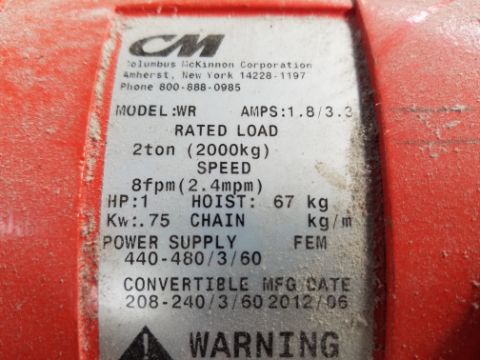 CM
Columbus McKinnon Corporation
Amherst, New York 14228-1197
Phone 800-888-0985
MODEL:WR AMPS:1.8/3.3
RATED LOAD
2ton (2000kg)
SPEED
8fpm(2.4mpm)
HP:1 HOIST: 67 kg
Kw:.75 CHAIN kg/m
POWER SUPPLY FEM
440-480/3/60
CONVERTIBLE MFG DATE
208-240/3/60 2012/06
WARNING